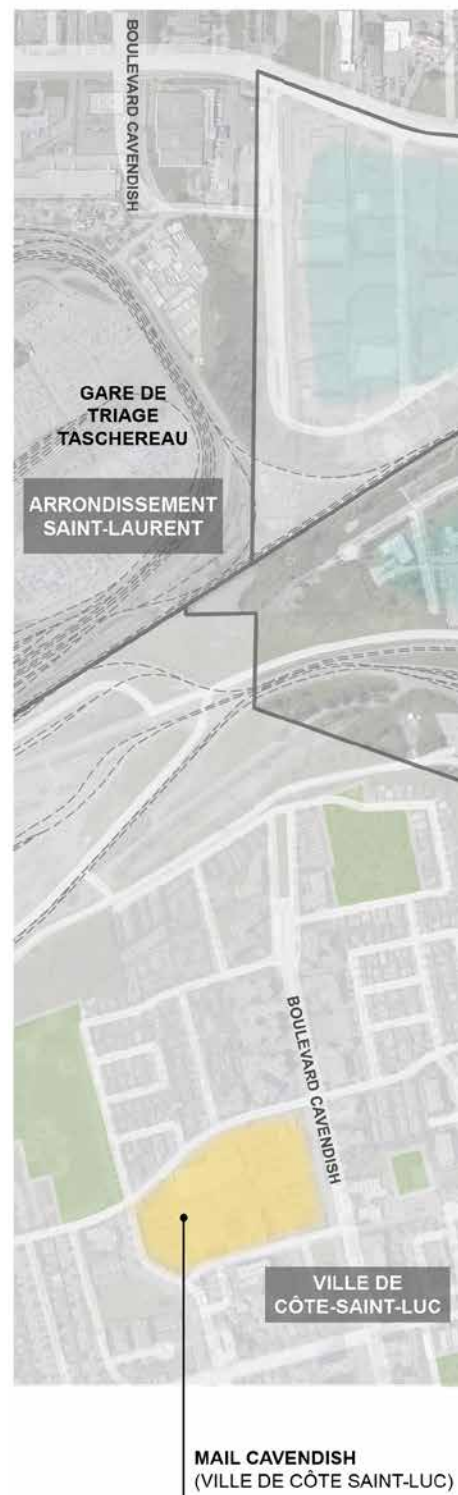 BOULEVARD CAVENDISH
GARE DE
TRIAGE
TASCHEREAU
ARRONDISSEMENT
SAINT-LAURENT
BOULEVARD CAVENDISH
VILLE DE
CÔTE-SAINT-LUC
MAIL CAVENDISH
(VILLE DE CÔTE SAINT-LUC)